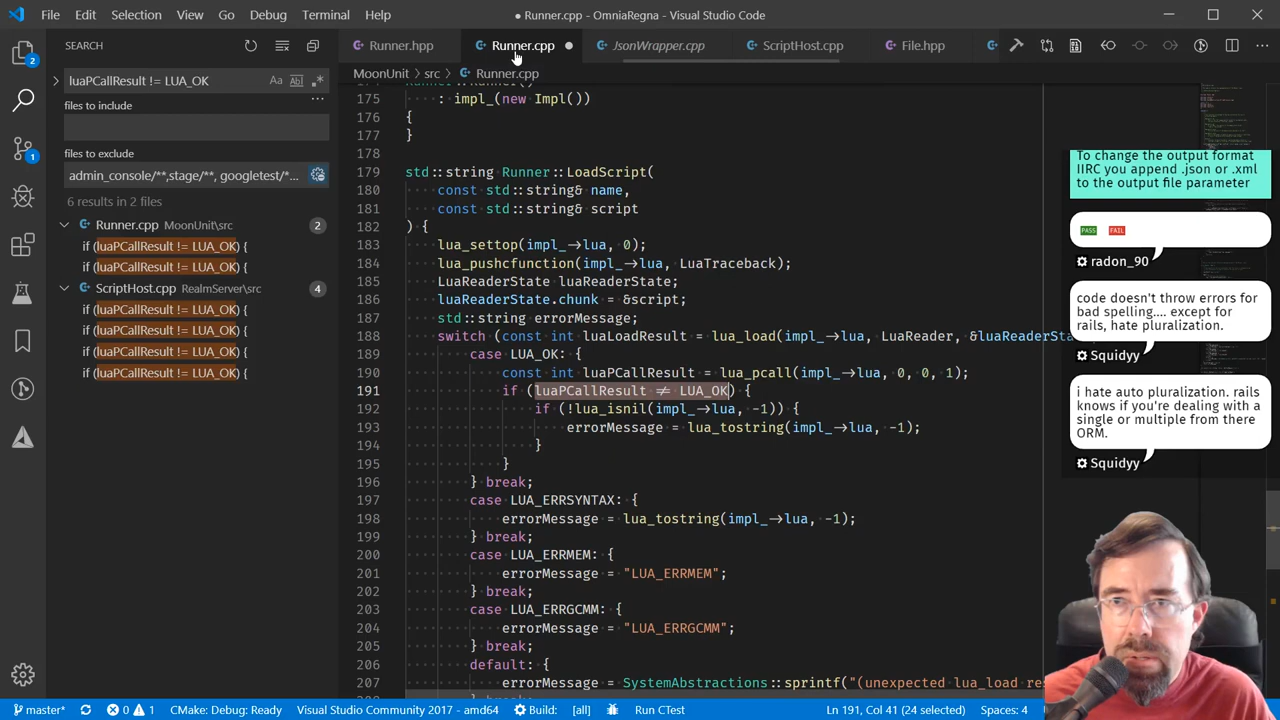 File Edit Selection View Go Debug Terminal Help
● Runner.cpp - OmniaRegna - Visual Studio Code
SEARCH
luaPCallResult != LUA_OK
Aa
files to include
files to exclude
admin_console/**,stage/**, googletest/*...
6 results in 2 files
Runner.cpp MoonUnit\src 2
if (luaPCallResult != LUA_OK) {
if (luaPCallResult != LUA_OK) {
ScriptHost.cpp RealmServer\src 4
if (luaPCallResult != LUA_OK) {
if (luaPCallResult != LUA_OK) {
if (luaPCallResult != LUA_OK) {
if (luaPCallResult != LUA_OK) {
2
1
Runner.hpp Runner.cpp ● JsonWrapper.cpp ScriptHost.cpp File.hpp
MoonUnit > src > Runner.cpp
175 : impl_(new Impl())
176 {
177 }
178
179 std::string Runner::LoadScript(
180 const std::string& name,
181 const std::string& script
182 ) {
183 lua_settop(impl_->lua, 0);
184 lua_pushcfunction(impl_->lua, LuaTraceback);
185 LuaReaderState luaReaderState;
186 luaReaderState.chunk = &script;
187 std::string errorMessage;
188 switch (const int luaLoadResult = lua_load(impl_->lua, LuaReader, &luaReaderSta
189 case LUA_OK: {
190 const int luaPCallResult = lua_pcall(impl_->lua, 0, 0, 1);
191 if (luaPCallResult != LUA_OK) {
192 if (!lua_isnil(impl_->lua, -1)) {
193 errorMessage = lua_tostring(impl_->lua, -1);
194 }
195 }
196 } break;
197 case LUA_ERRSYNTAX: {
198 errorMessage = lua_tostring(impl_->lua, -1);
199 } break;
200 case LUA_ERRMEM: {
201 errorMessage = "LUA_ERRMEM";
202 } break;
203 case LUA_ERRGCMM: {
204 errorMessage = "LUA_ERRGCMM";
205 } break;
206 default: {
207 errorMessage = SystemAbstractions::sprintf("(unexpected lua_load res
To change the output format
IIRC you append .json or .xml
to the output file parameter
PASS FAIL
radon_90
code doesn't throw errors for
bad spelling.... except for
rails, hate pluralization.
Squidyy
i hate auto pluralization. rails
knows if you're dealing with a
single or multiple from there
ORM.
Squidyy
master* 0 1 CMake: Debug: Ready Visual Studio Community 2017 - amd64 Build: [all] Run CTest Ln 191, Col 41 (24 selected) Spaces: 4